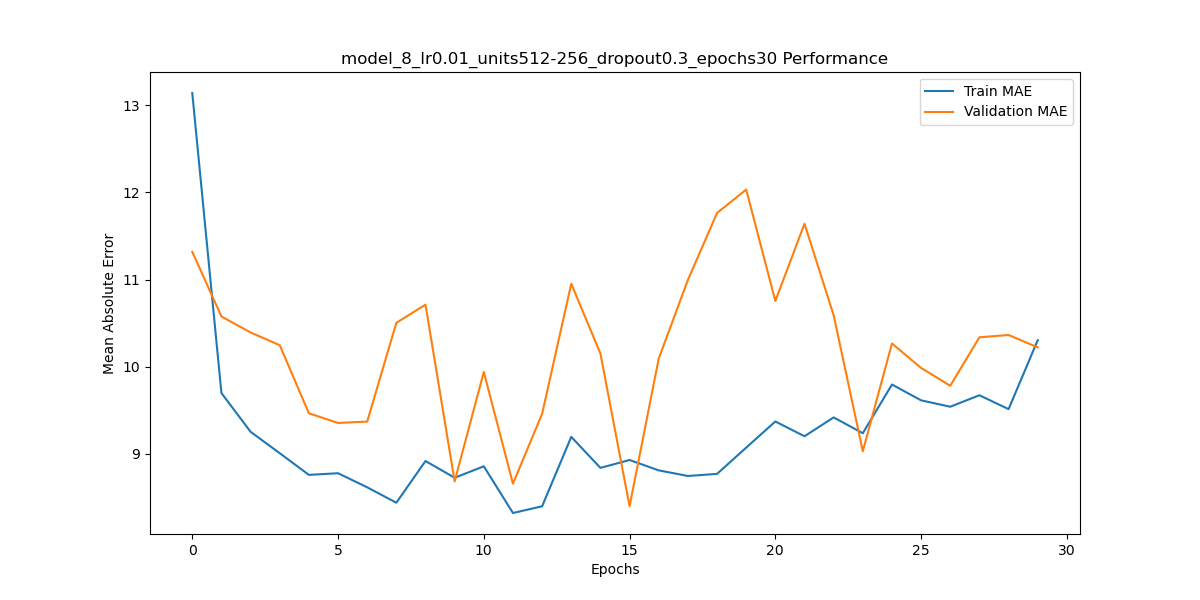 model_8_lr0.01_units512-256_dropout0.3_epochs30 Performance
Train MAE
Validation MAE
Mean Absolute Error
13
12
11
10
9
0 5 10 15 20 25 30
Epochs